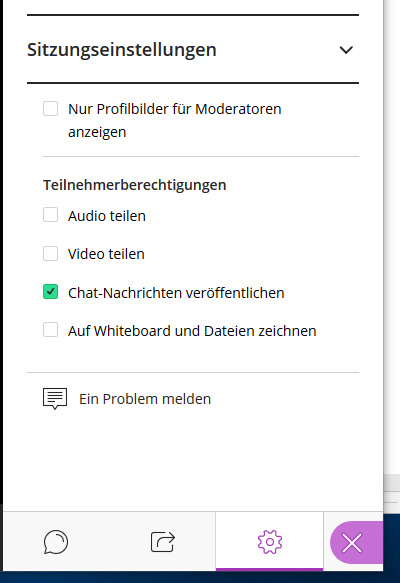 Sitzungseinstellungen
Nur Profilbilder für Moderatoren
anzeigen
Teilnehmerberechtigungen
Audio teilen
Video teilen
Chat-Nachrichten veröffentlichen
Auf Whiteboard und Dateien zeichnen
Ein Problem melden